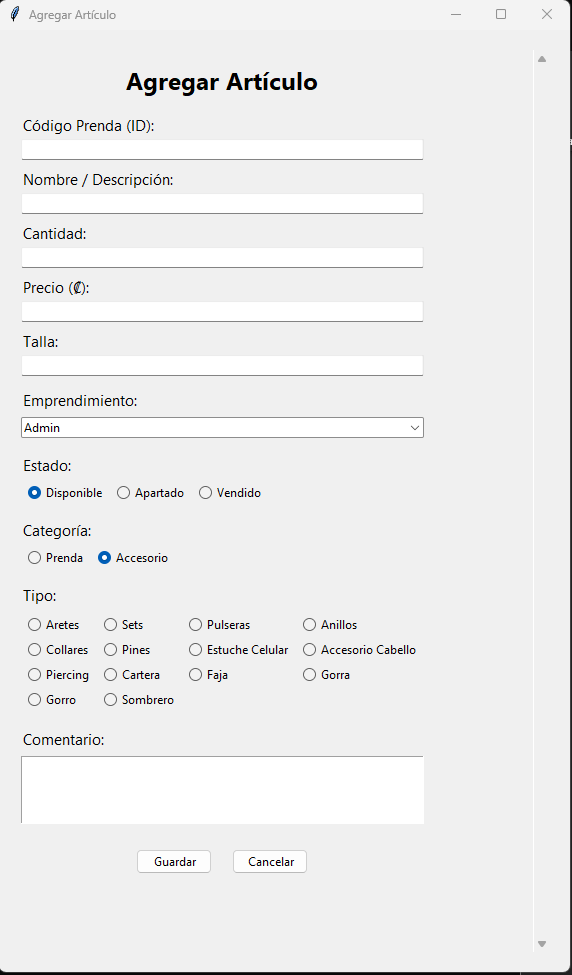 Agregar Artículo
Agregar Artículo
Código Prenda (ID):
Nombre / Descripción:
Cantidad:
Precio (₡):
Talla:
Emprendimiento:
Admin
Estado:
Disponible Apartado Vendido
Categoría:
Prenda Accesorio
Tipo:
Aretes Sets Pulseras Anillos
Collares Pines Estuche Celular Accesorio Cabello
Piercing Cartera Faja Gorra
Gorro Sombrero
Comentario:
Guardar Cancelar